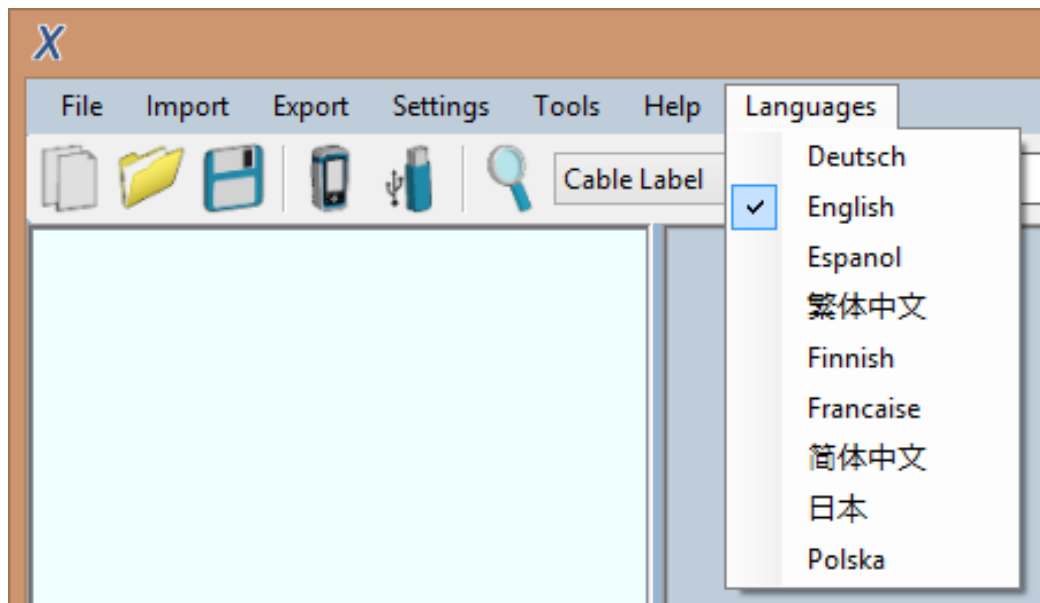 X
File Import Export Settings Tools Help Languages
Cable Label
Deutsch
English
Espanol
繁体中文
Finnish
Francaise
简体中文
日本
Polska